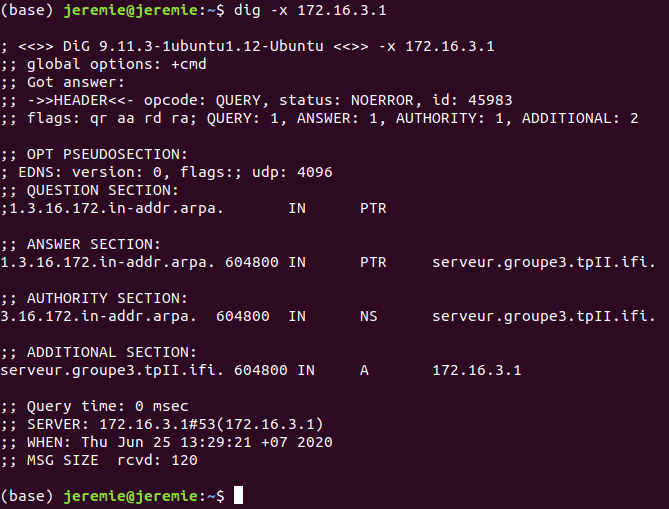 (base) jeremie@jeremie:~$ dig -x 172.16.3.1
; <<>> DiG 9.11.3-1ubuntu1.12-Ubuntu <<>> -x 172.16.3.1
;; global options: +cmd
;; Got answer:
;; ->>HEADER<<- opcode: QUERY, status: NOERROR, id: 45983
;; flags: qr aa rd ra; QUERY: 1, ANSWER: 1, AUTHORITY: 1, ADDITIONAL: 2
;; OPT PSEUDOSECTION:
; EDNS: version: 0, flags:; udp: 4096
;; QUESTION SECTION:
;1.3.16.172.in-addr.arpa. IN PTR
;; ANSWER SECTION:
1.3.16.172.in-addr.arpa. 604800 IN PTR serveur.groupe3.tpII.ifi.
;; AUTHORITY SECTION:
3.16.172.in-addr.arpa. 604800 IN NS serveur.groupe3.tpII.ifi.
;; ADDITIONAL SECTION:
serveur.groupe3.tpII.ifi. 604800 IN A 172.16.3.1
;; Query time: 0 msec
;; SERVER: 172.16.3.1#53(172.16.3.1)
;; WHEN: Thu Jun 25 13:29:21 +07 2020
;; MSG SIZE rcvd: 120
(base) jeremie@jeremie:~$